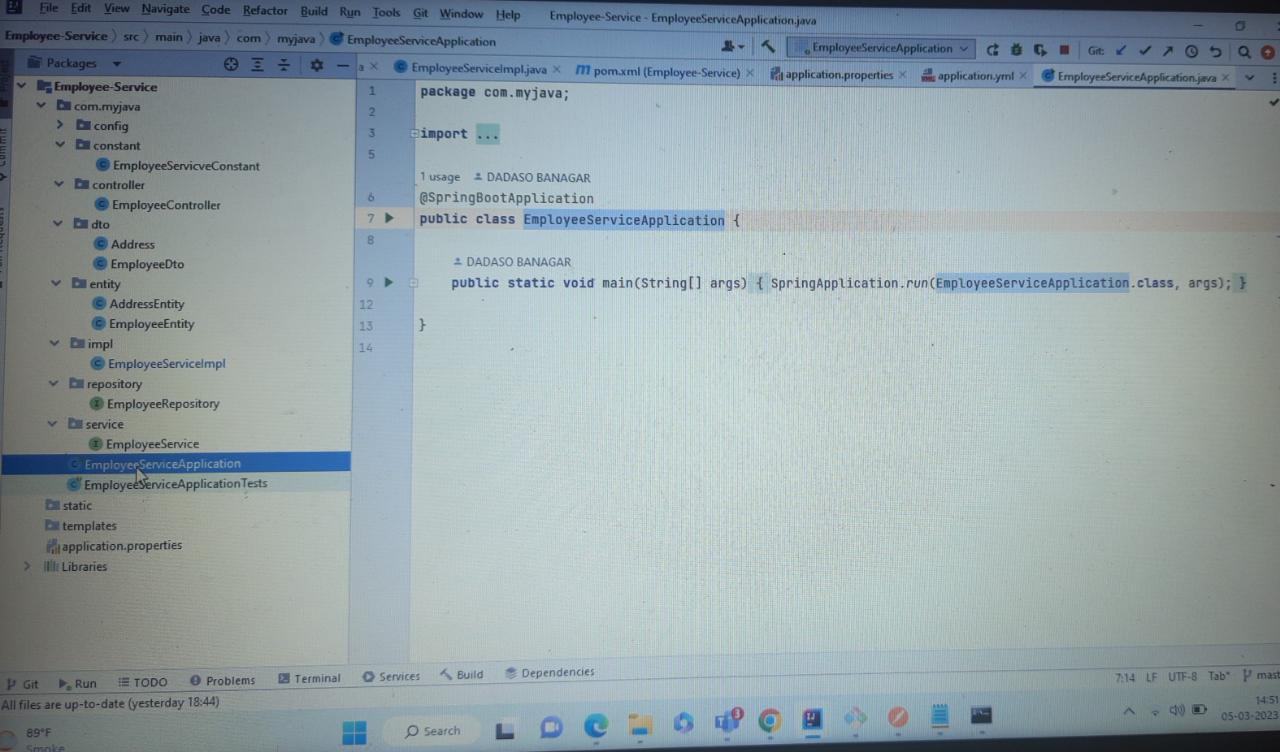 File Edit View Navigate Code Refactor Build Run Tools Git Window Help Employee-Service - EmployeeServiceApplication.java
Employee-Service src main java com myjava EmployeeServiceApplication
EmployeeServiceApplication Git:
Packages
a EmployeeServiceImpl.java pom.xml (Employee-Service) application.properties application.yml EmployeeServiceApplication.java
Employee-Service
com.myjava
config
constant
EmployeeServicveConstant
controller
EmployeeController
dto
Address
EmployeeDto
entity
AddressEntity
EmployeeEntity
impl
EmployeeServiceImpl
repository
EmployeeRepository
service
EmployeeService
EmployeeServiceApplication
EmployeeServiceApplicationTests
static
templates
application.properties
Libraries
Commit
1 package com.myjava;
2
3 import ...
5
1 usage DADASO BANAGAR
6 @SpringBootApplication
7 public class EmployeeServiceApplication {
8
DADASO BANAGAR
9 public static void main(String[] args) { SpringApplication.run(EmployeeServiceApplication.class, args); }
12
13 }
14
Git Run TODO Problems Terminal Services Build Dependencies
All files are up-to-date (yesterday 18:44)
7:14 LF UTF-8 Tab* mast
89°F
Smoke
Search
3
14:51
05-03-2023